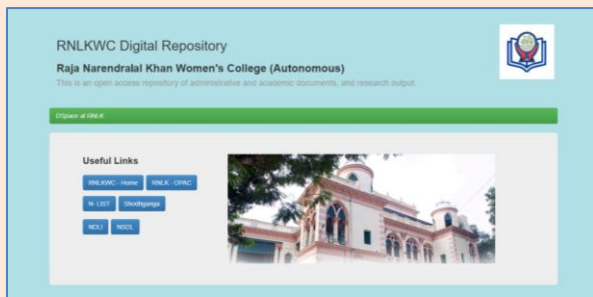 RNLKWC Digital Repository
Raja Narendralal Khan Women's College (Autonomous)
This is an open access repository of administrative and academic documents, and research output.
DSpace at RNLK
Useful Links
RNLKWC - Home RNLK - OPAC
N- LIST Shodhganga
NDLI NSDL